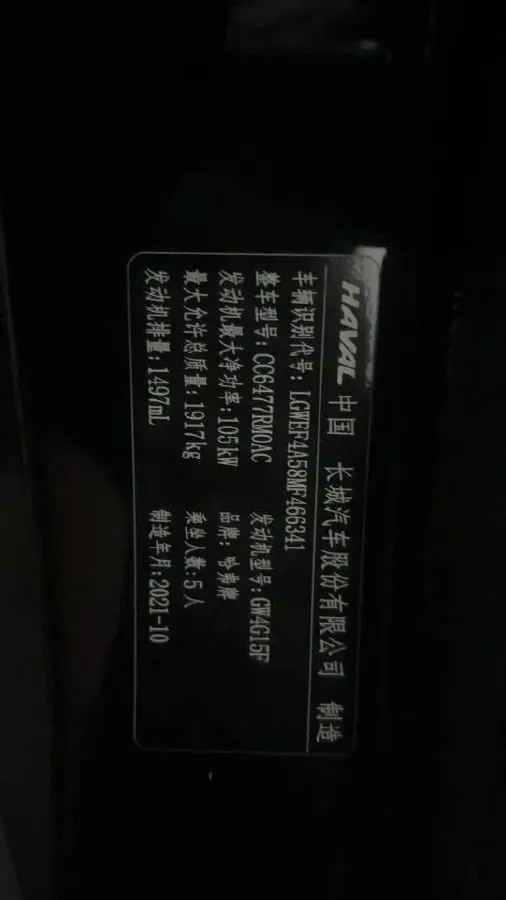 HAVAL 中国 长城汽车股份有限公司 制造
车辆识别代号: LGWEF4A58MF466341
整车型号: CC6477RM0AC 发动机型号: GW4G15F
发动机最大净功率: 105kW 品牌: 哈弗牌
最大允许总质量: 1917kg 乘坐人数: 5人
发动机排量: 1497mL 制造年月: 2021-10